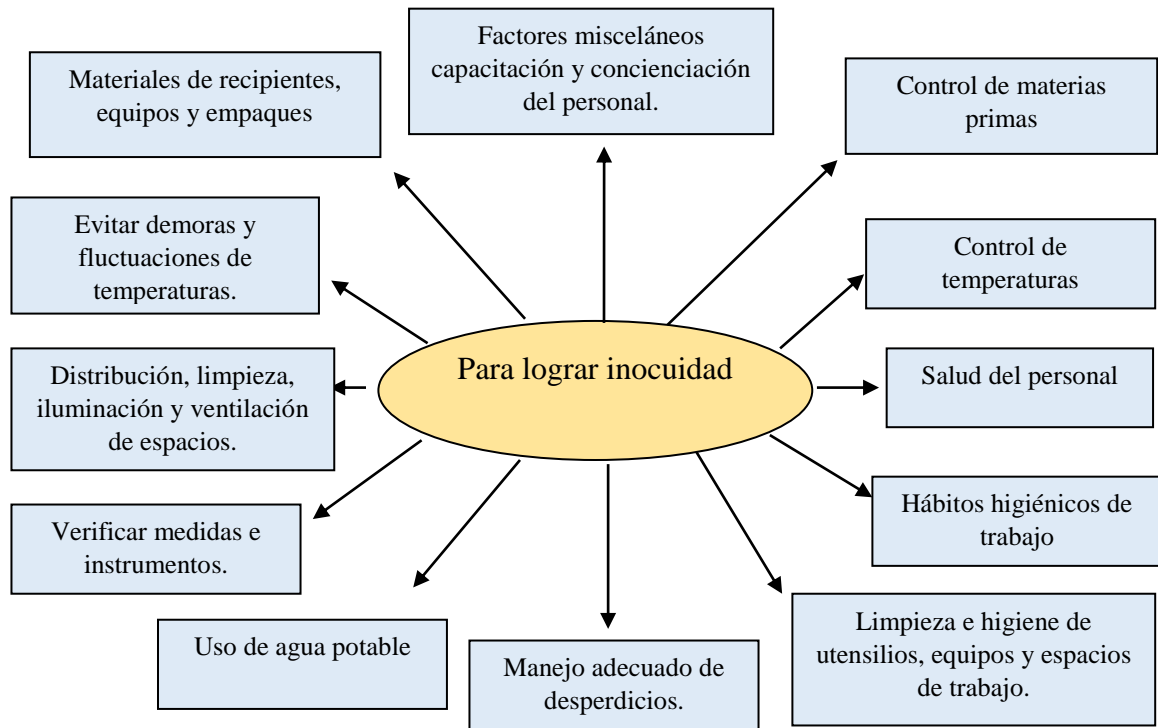 Factores misceláneos
capacitación y concienciación
del personal.
Materiales de recipientes,
equipos y empaques
Control de materias
primas
Evitar demoras y
fluctuaciones de
temperaturas.
Control de
temperaturas
Para lograr inocuidad
Distribución, limpieza,
iluminación y ventilación
de espacios.
Salud del personal
Verificar medidas e
instrumentos.
Hábitos higiénicos de
trabajo
Uso de agua potable
Manejo adecuado de
desperdicios.
Limpieza e higiene de
utensilios, equipos y espacios
de trabajo.